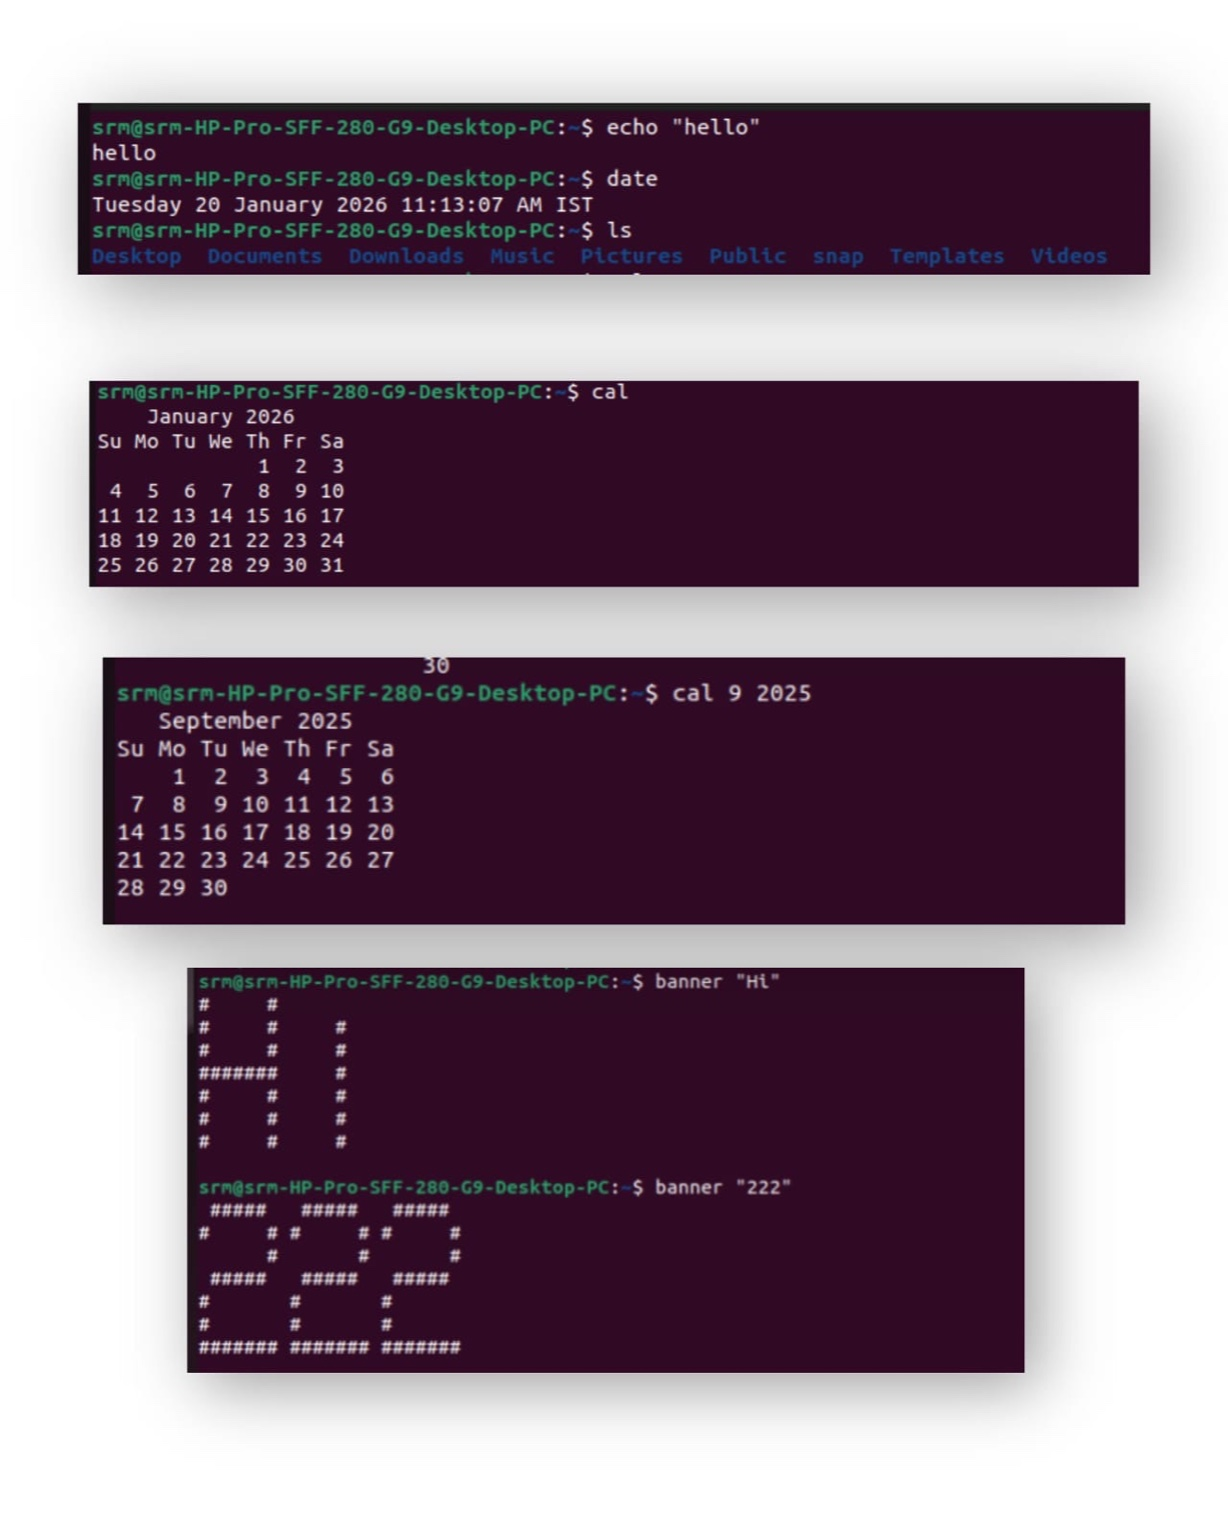 srm@srm-HP-Pro-SFF-280-G9-Desktop-PC:~$ echo "hello"
hello
srm@srm-HP-Pro-SFF-280-G9-Desktop-PC:~$ date
Tuesday 20 January 2026 11:13:07 AM IST
srm@srm-HP-Pro-SFF-280-G9-Desktop-PC:~$ ls
Desktop  Documents  Downloads  Music  Pictures  Public  snap  Templates  Videos
srm@srm-HP-Pro-SFF-280-G9-Desktop-PC:~$ cal
    January 2026
Su Mo Tu We Th Fr Sa
             1  2  3
 4  5  6  7  8  9 10
11 12 13 14 15 16 17
18 19 20 21 22 23 24
25 26 27 28 29 30 31
                      30
srm@srm-HP-Pro-SFF-280-G9-Desktop-PC:~$ cal 9 2025
   September 2025
Su Mo Tu We Th Fr Sa
    1  2  3  4  5  6
 7  8  9 10 11 12 13
14 15 16 17 18 19 20
21 22 23 24 25 26 27
28 29 30
srm@srm-HP-Pro-SFF-280-G9-Desktop-PC:~$ banner "Hi"
#     #
#     #     #
#     #     #
#######     #
#     #     #
#     #     #
#     #     #
srm@srm-HP-Pro-SFF-280-G9-Desktop-PC:~$ banner "222"
 #####   #####   #####
#     # #     # #     #
      #       #       #
 #####   #####   #####
#       #       #
#       #       #
####### ####### #######